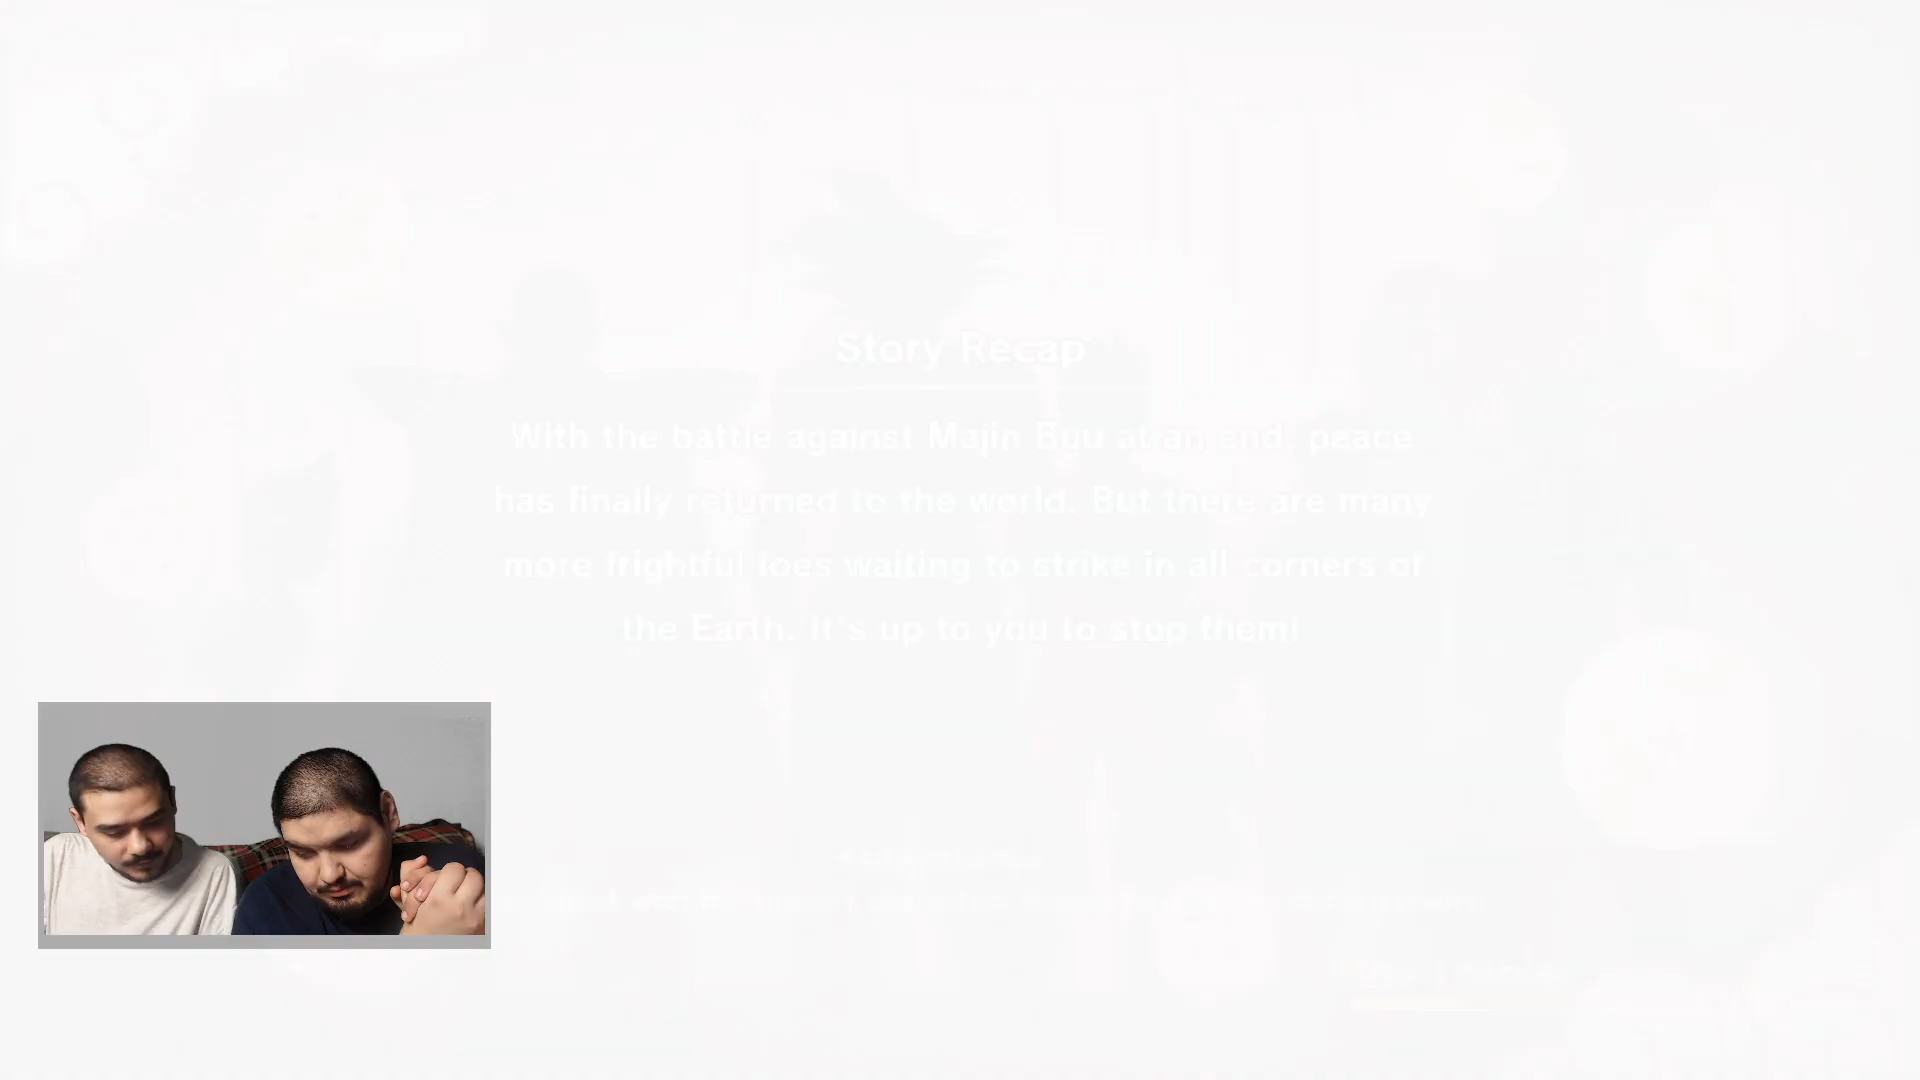 Story Recap
With the battle against Majin Buu at an end, peace
has finally returned to the world. But there are many
more frightful foes waiting to strike in all corners of
the Earth. It's up to you to stop them!